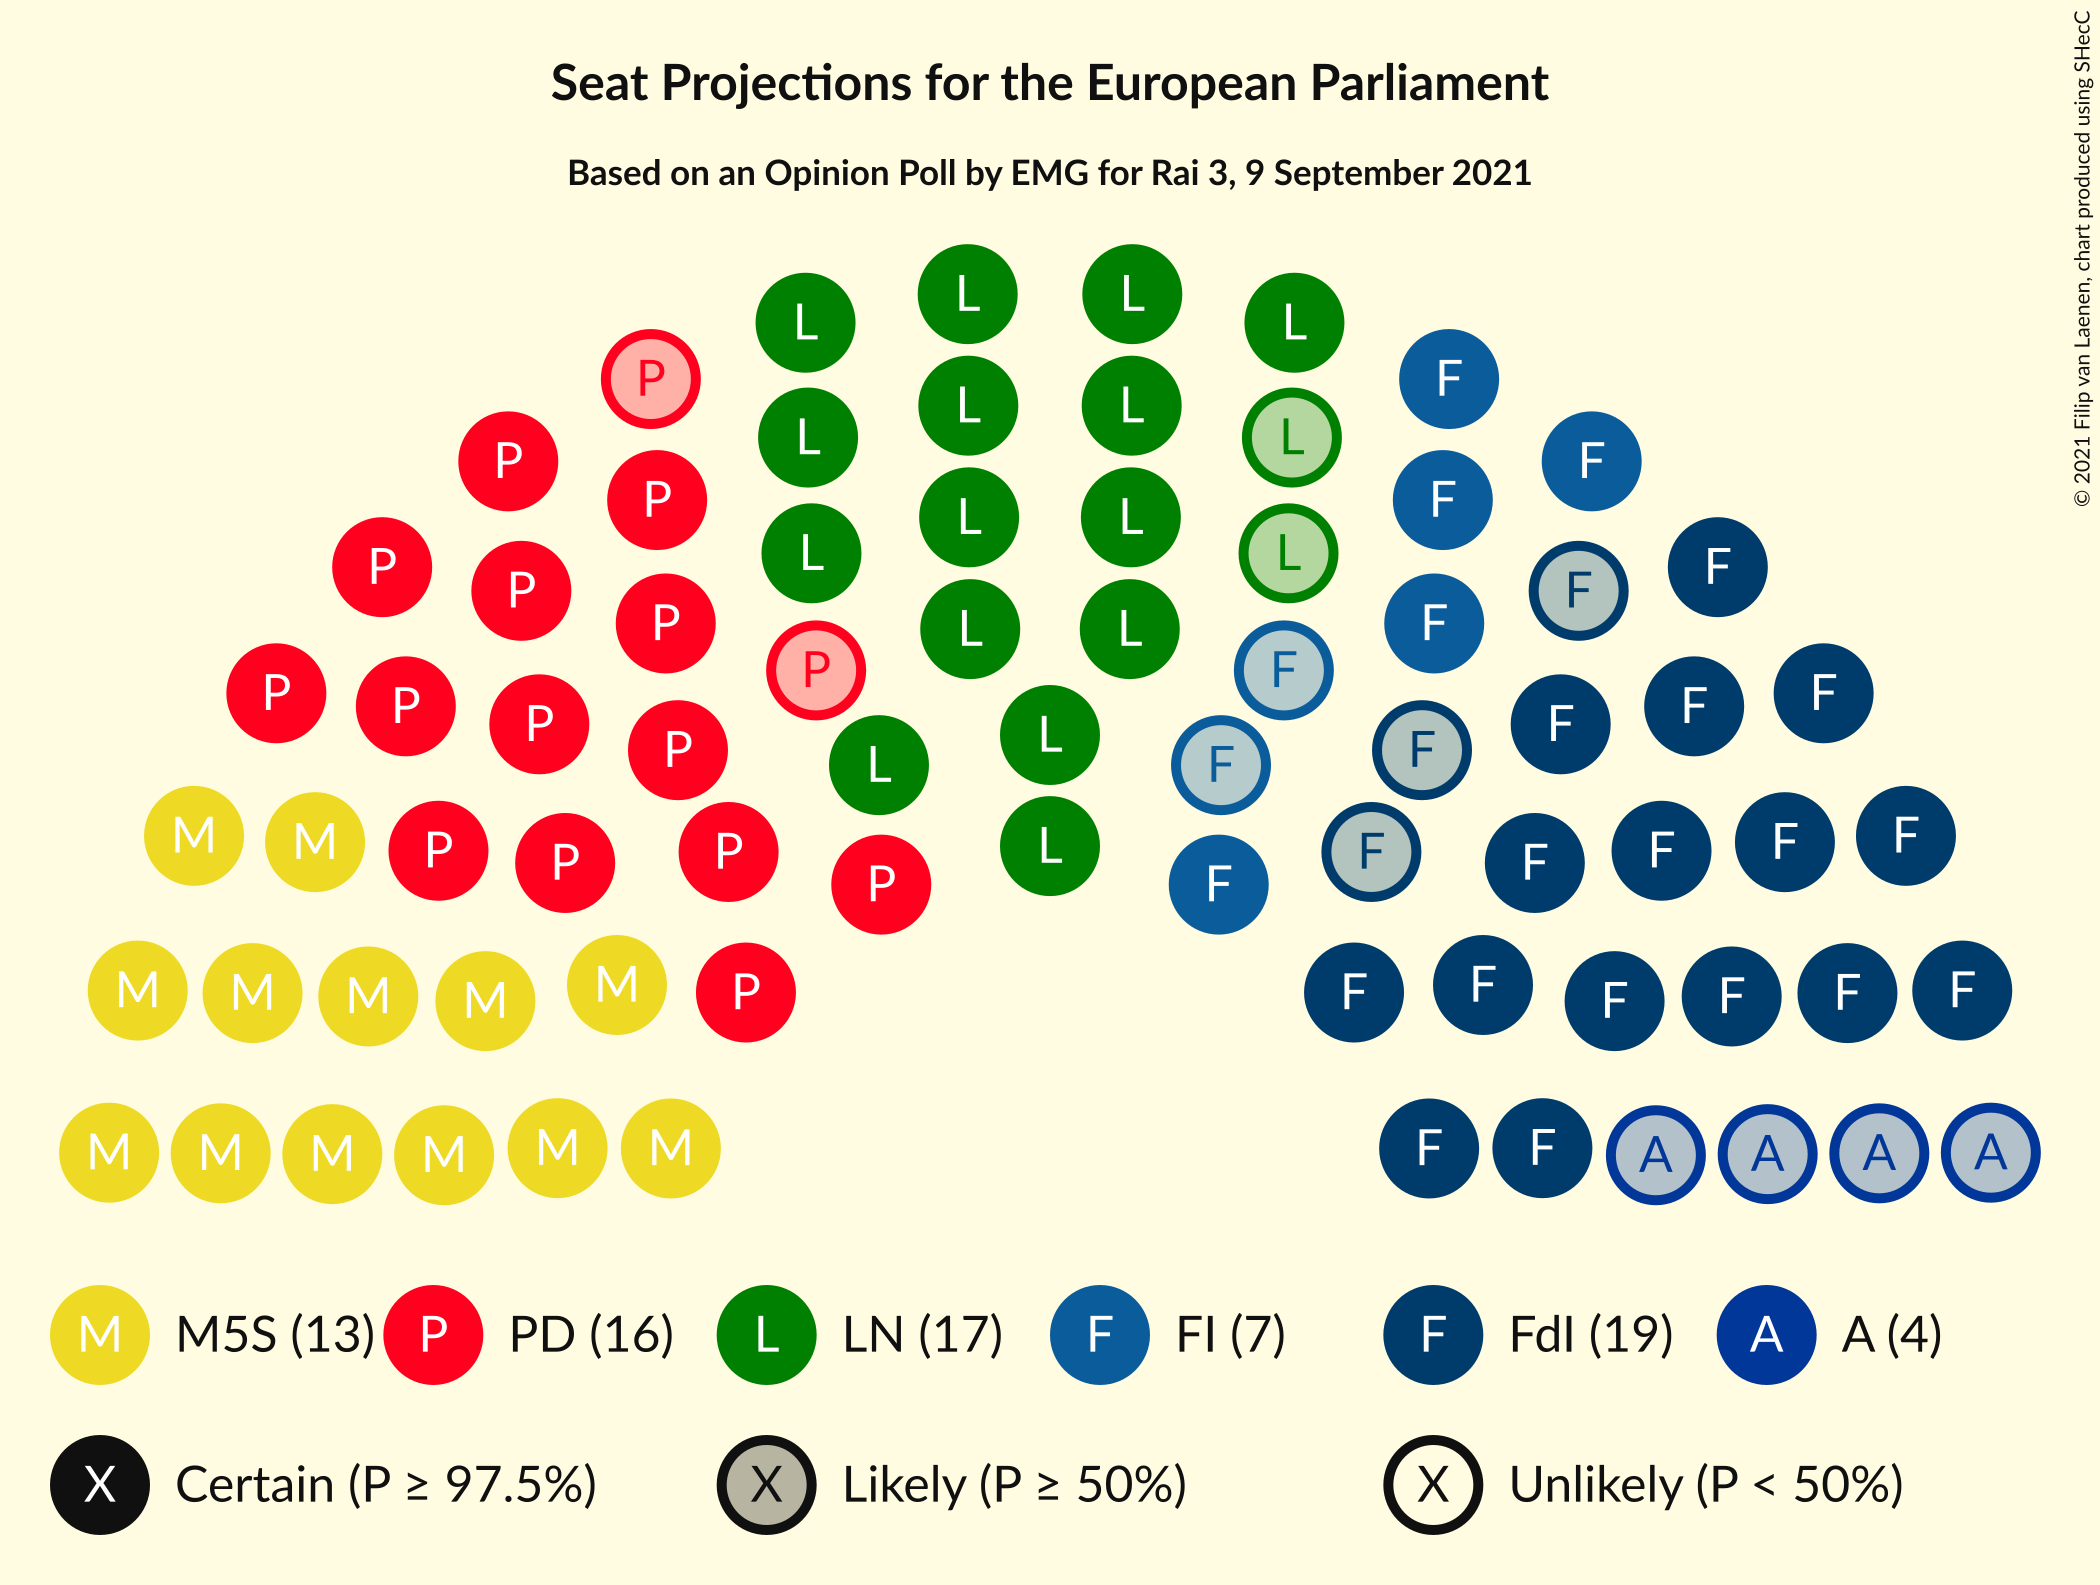 Seat Projections for the European Parliament
Based on an Opinion Poll by EMG for Rai 3, 9 September 2021
© 2021 Filip van Laenen, chart produced using SHecC
L L
L L
P F
L L
L L
P F
P F
L L
L L
P F
P F
P F
L L
P F
P F
P F
P F
P F
P F
L
P F
L F
M F
M F
L
P F
P F
P F
P F
M F
M F
M F
M F
M F
P F
M M M M M M F F A A A A
M M5S (13) P PD (16) L LN (17) F FI (7) F FdI (19) A A (4)
X Certain (P ≥ 97.5%) X Likely (P ≥ 50%) X Unlikely (P < 50%)